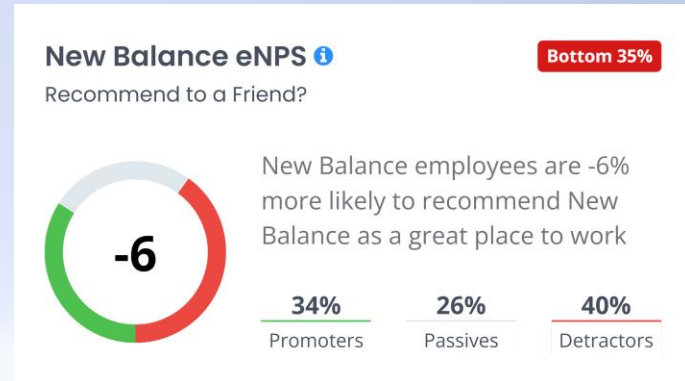 New Balance eNPS
Bottom 35%
Recommend to a Friend?
New Balance employees are -6%
more likely to recommend New
Balance as a great place to work
-6
34%
26%
40%
Promoters
Passives
Detractors